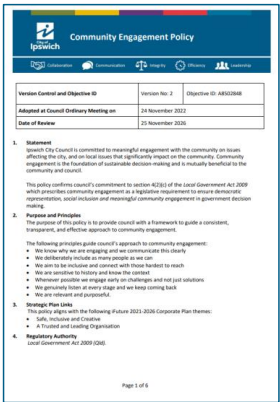 City of
Ipswich
Community Engagement Policy
Collaboration
Communication
Integrity
Efficiency
Leadership
Version Control and Objective ID
Version No: 2
Objective ID: A8502848
Adopted at Council Ordinary Meeting on
24 November 2022
Date of Review
25 November 2026
1. Statement
Ipswich City Council is committed to meaningful engagement with the community on issues
affecting the city, and on local issues that significantly impact on the community. Community
engagement is the foundation of sustainable decision-making and is mutually beneficial to the
community and council.
This policy confirms council's commitment to section 4(2)(c) of the Local Government Act 2009
which prescribes community engagement as a legislative requirement to ensure democratic
representation, social inclusion and meaningful community engagement in government decision
making.
2. Purpose and Principles
The purpose of this policy is to provide council with a framework to guide a consistent,
transparent, and effective approach to community engagement.
The following principles guide council's approach to community engagement:
• We know why we are engaging and we communicate this clearly
• We deliberately include as many people as we can
• We aim to be inclusive and connect with those hardest to reach
• We are sensitive to history and know the context
• Whenever possible we engage early on challenges and not just solutions
• We genuinely listen at every stage and we keep coming back
• We are relevant and purposeful.
3. Strategic Plan Links
This policy aligns with the following iFuture 2021-2026 Corporate Plan themes:
• Safe, Inclusive and Creative
• A Trusted and Leading Organisation
4. Regulatory Authority
Local Government Act 2009 (Qld).
Page 1 of 6